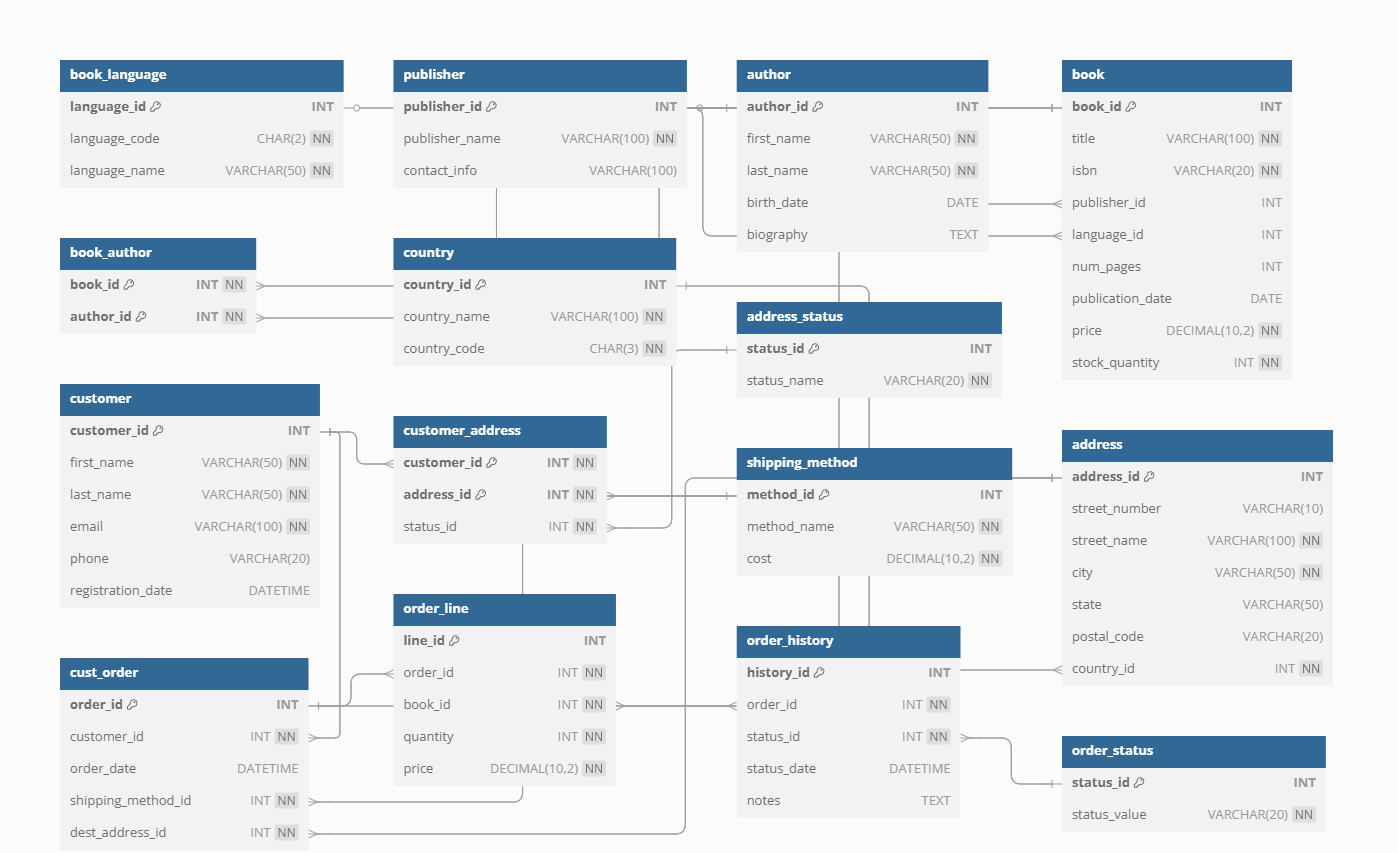 book_language
language_id INT
language_code CHAR(2) NN
language_name VARCHAR(50) NN
publisher
publisher_id INT
publisher_name VARCHAR(100) NN
contact_info VARCHAR(100)
author
author_id INT
first_name VARCHAR(50) NN
last_name VARCHAR(50) NN
birth_date DATE
biography TEXT
book
book_id INT
title VARCHAR(100) NN
isbn VARCHAR(20) NN
publisher_id INT
language_id INT
num_pages INT
publication_date DATE
price DECIMAL(10,2) NN
stock_quantity INT NN
book_author
book_id INT NN
author_id INT NN
country
country_id INT
country_name VARCHAR(100) NN
country_code CHAR(3) NN
address_status
status_id INT
status_name VARCHAR(20) NN
customer
customer_id INT
first_name VARCHAR(50) NN
last_name VARCHAR(50) NN
email VARCHAR(100) NN
phone VARCHAR(20)
registration_date DATETIME
customer_address
customer_id INT NN
address_id INT NN
status_id INT NN
shipping_method
method_id INT
method_name VARCHAR(50) NN
cost DECIMAL(10,2) NN
address
address_id INT
street_number VARCHAR(10)
street_name VARCHAR(100) NN
city VARCHAR(50) NN
state VARCHAR(50)
postal_code VARCHAR(20)
country_id INT NN
cust_order
order_id INT
customer_id INT NN
order_date DATETIME
shipping_method_id INT NN
dest_address_id INT NN
order_line
line_id INT
order_id INT NN
book_id INT NN
quantity INT NN
price DECIMAL(10,2) NN
order_history
history_id INT
order_id INT NN
status_id INT NN
status_date DATETIME
notes TEXT
order_status
status_id INT
status_value VARCHAR(20) NN